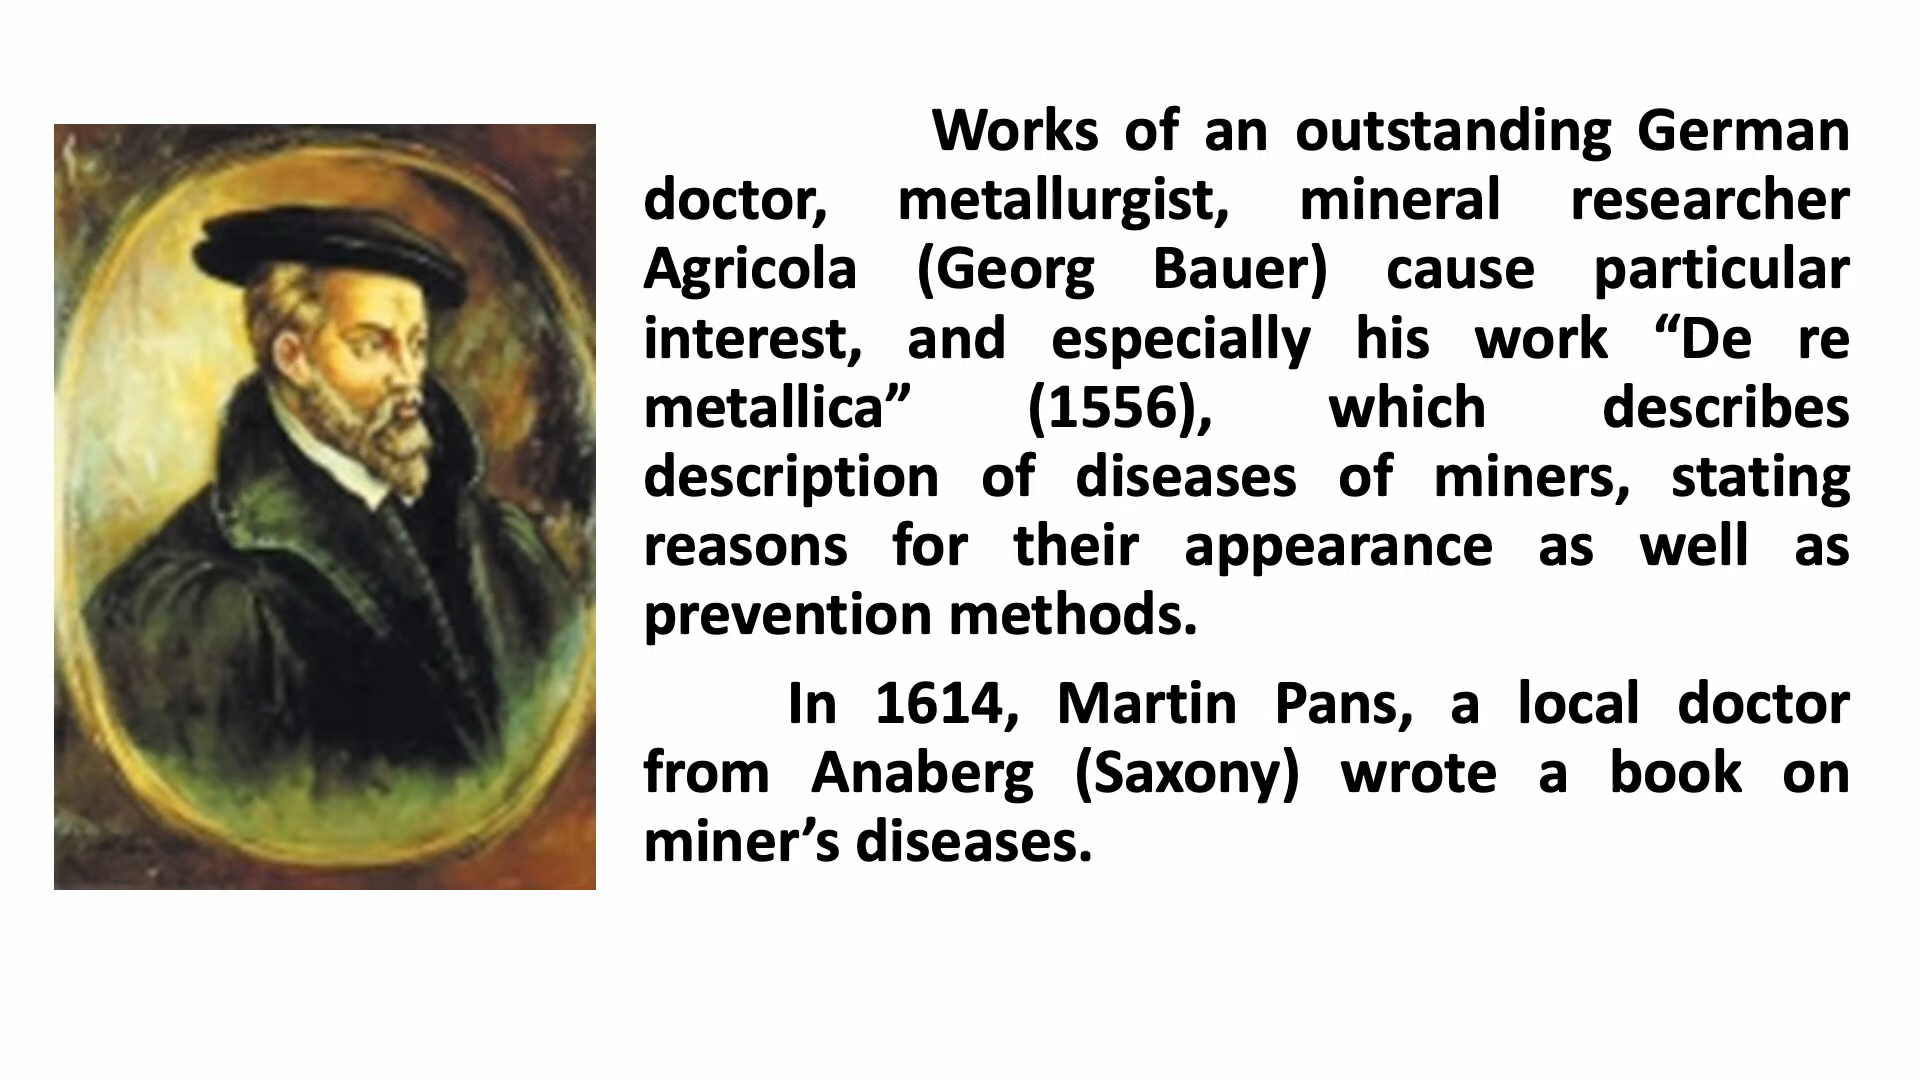 Works of an outstanding German
doctor, metallurgist, mineral researcher
Agricola (Georg Bauer) cause particular
interest, and especially his work “De re
metallica” (1556), which describes
description of diseases of miners, stating
reasons for their appearance as well as
prevention methods.
In 1614, Martin Pans, a local doctor
from Anaberg (Saxony) wrote a book on
miner’s diseases.